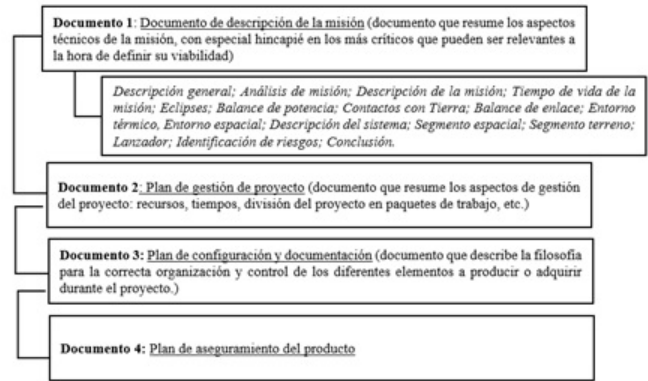 Documento 1: Documento de descripción de la misión (documento que resume los aspectos
técnicos de la misión, con especial hincapié en los más críticos que pueden ser relevantes a
la hora de definir su viabilidad)
Descripción general; Análisis de misión; Descripción de la misión; Tiempo de vida de la
misión; Eclipses; Balance de potencia; Contactos con Tierra; Balance de enlace; Entorno
térmico, Entorno espacial; Descripción del sistema; Segmento espacial; Segmento terreno;
Lanzador; Identificación de riesgos; Conclusión.
Documento 2: Plan de gestión de proyecto (documento que resume los aspectos de gestión
del proyecto: recursos, tiempos, división del proyecto en paquetes de trabajo, etc.)
Documento 3: Plan de configuración y documentación (documento que describe la filosofía
para la correcta organización y control de los diferentes elementos a producir o adquirir
durante el proyecto.)
Documento 4: Plan de aseguramiento del producto